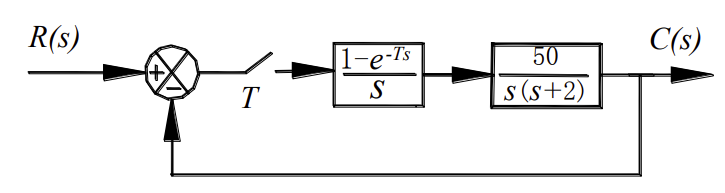 R(s)
+
−
T
1-e^-Ts
s
50
s(s+2)
C(s)